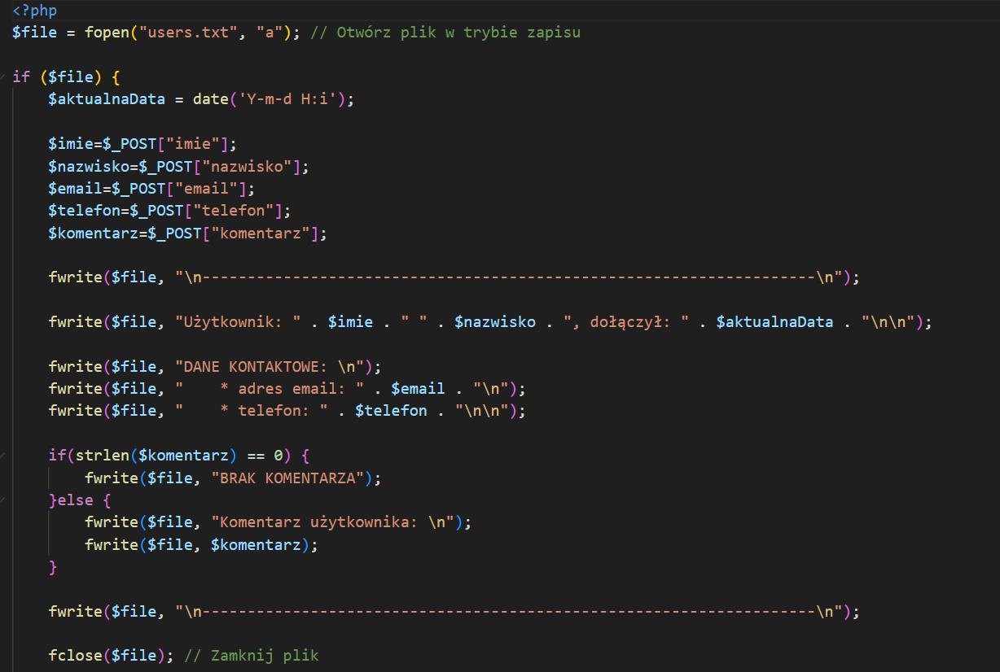 <?php
$file = fopen("users.txt", "a"); // Otwórz plik w trybie zapisu
if ($file) {
$aktualnaData = date('Y-m-d H:i');
$imie=$_POST["imie"];
$nazwisko=$_POST["nazwisko"];
$email=$_POST["email"];
$telefon=$_POST["telefon"];
$komentarz=$_POST["komentarz"];
fwrite($file, "\n--------------------------------------------------------------------\n");
fwrite($file, "Użytkownik: " . $imie . " " . $nazwisko . ", dołączył: " . $aktualnaData . "\n\n");
fwrite($file, "DANE KONTAKTOWE: \n");
fwrite($file, "    * adres email: " . $email . "\n");
fwrite($file, "    * telefon: " . $telefon . "\n\n");
if(strlen($komentarz) == 0) {
fwrite($file, "BRAK KOMENTARZA");
}else {
fwrite($file, "Komentarz użytkownika: \n");
fwrite($file, $komentarz);
}
fwrite($file, "\n--------------------------------------------------------------------\n");
fclose($file); // Zamknij plik